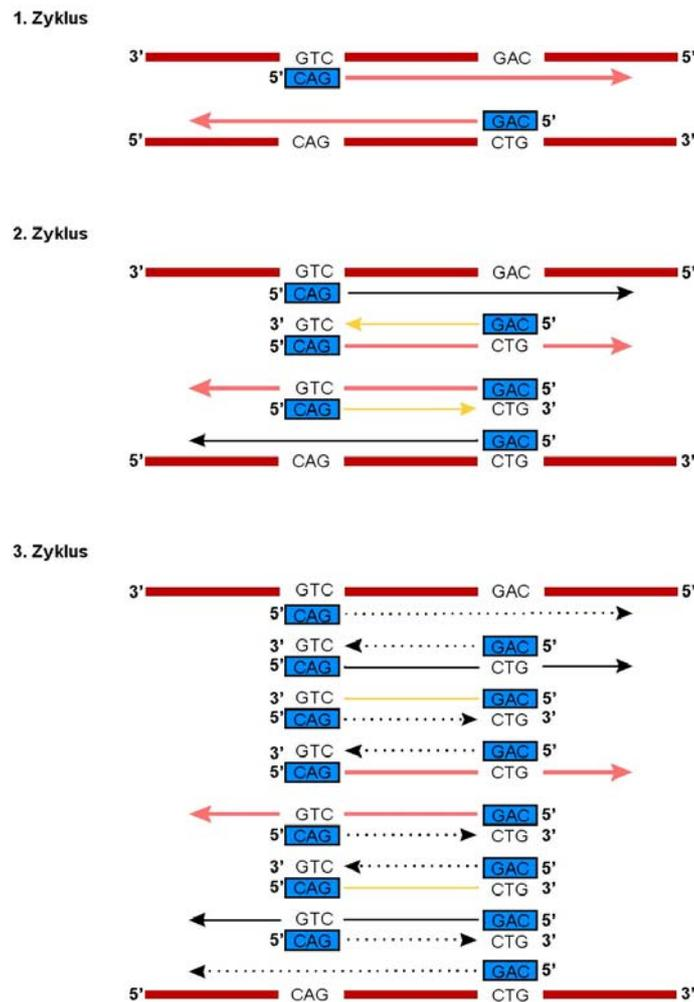 1. Zyklus
3’ GTC GAC 5’
5’ CAG
GAC 5’
5’ CAG CTG 3’
2. Zyklus
3’ GTC GAC 5’
5’ CAG
3’ GTC GAC 5’
5’ CAG CTG
GTC GAC 5’
5’ CAG CTG 3’
GAC 5’
5’ CAG CTG 3’
3. Zyklus
3’ GTC GAC 5’
5’ CAG
3’ GTC GAC 5’
5’ CAG CTG
3’ GTC GAC 5’
5’ CAG CTG 3’
3’ GTC GAC 5’
5’ CAG CTG
GTC GAC 5’
5’ CAG CTG 3’
3’ GTC GAC 5’
5’ CAG CTG 3’
GTC GAC 5’
5’ CAG CTG 3’
GAC 5’
5’ CAG CTG 3’